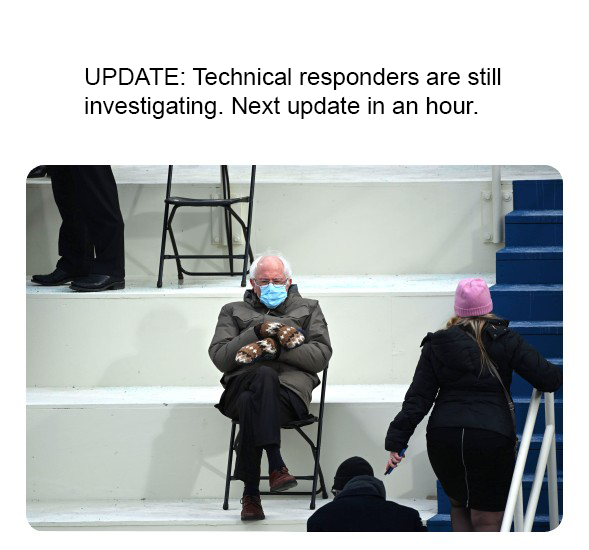 UPDATE: Technical responders are still
investigating. Next update in an hour.